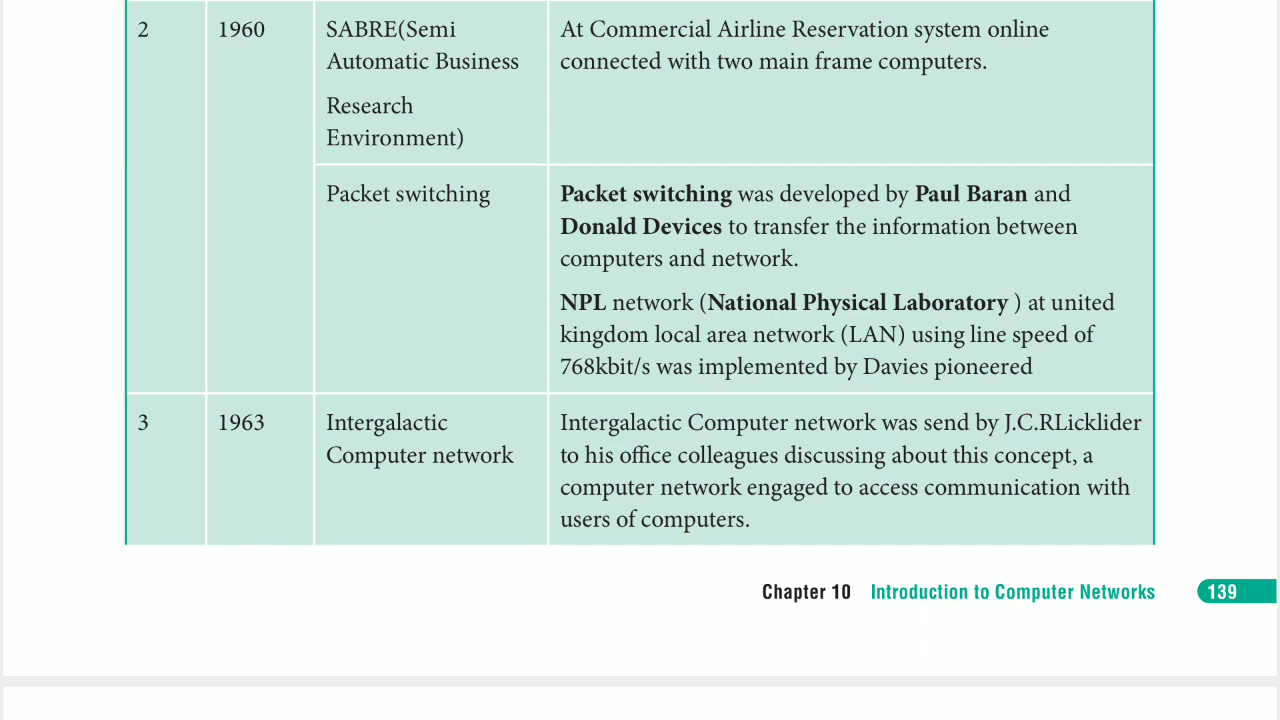 2
1960
SABRE(Semi
Automatic Business
Research
Environment)
At Commercial Airline Reservation system online
connected with two main frame computers.
Packet switching
Packet switching was developed by Paul Baran and
Donald Devices to transfer the information between
computers and network.
NPL network (National Physical Laboratory ) at united
kingdom local area network (LAN) using line speed of
768kbit/s was implemented by Davies pioneered
3
1963
Intergalactic
Computer network
Intergalactic Computer network was send by J.C.RLicklider
to his office colleagues discussing about this concept, a
computer network engaged to access communication with
users of computers.
Chapter 10 Introduction to Computer Networks 139